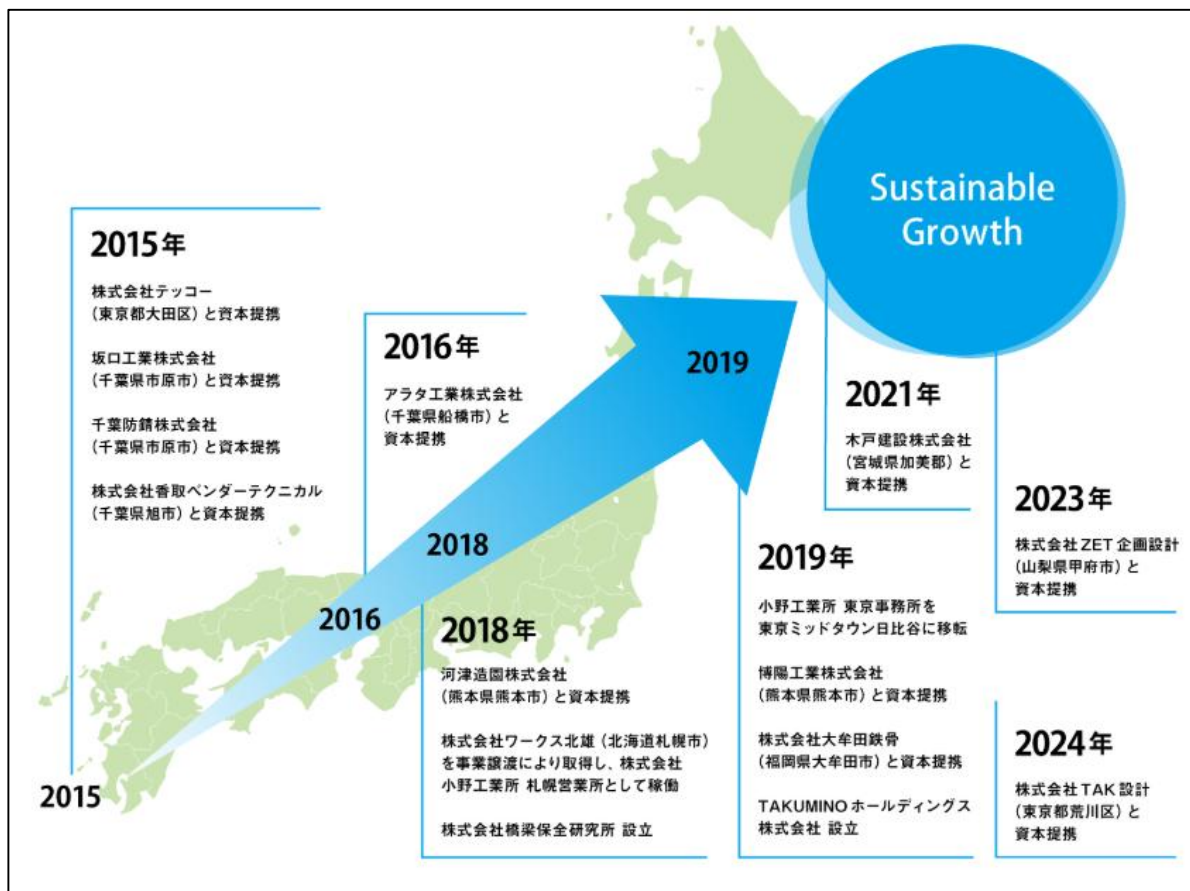 2015年
株式会社テッコー
(東京都大田区)と資本提携
坂口工業株式会社
(千葉県市原市)と資本提携
千葉防錆株式会社
(千葉県市原市)と資本提携
株式会社香取ベンダーテクニカル
(千葉県旭市)と資本提携
2016年
アラタ工業株式会社
(千葉県船橋市)と
資本提携
2018年
河津造園株式会社
(熊本県熊本市)と資本提携
株式会社ワークス北雄(北海道札幌市)
を事業譲渡により取得し、株式会社
小野工業所 札幌営業所として稼働
株式会社橋梁保全研究所 設立
2019年
小野工業所 東京事務所を
東京ミッドタウン日比谷に移転
博陽工業株式会社
(熊本県熊本市)と資本提携
株式会社大牟田鉄骨
(福岡県大牟田市)と資本提携
TAKUMINOホールディングス
株式会社 設立
2021年
木戸建設株式会社
(宮城県加美郡)と
資本提携
2023年
株式会社ZET企画設計
(山梨県甲府市)と
資本提携
2024年
株式会社TAK設計
(東京都荒川区)と
資本提携
2015
2016
2018
2019
Sustainable
Growth